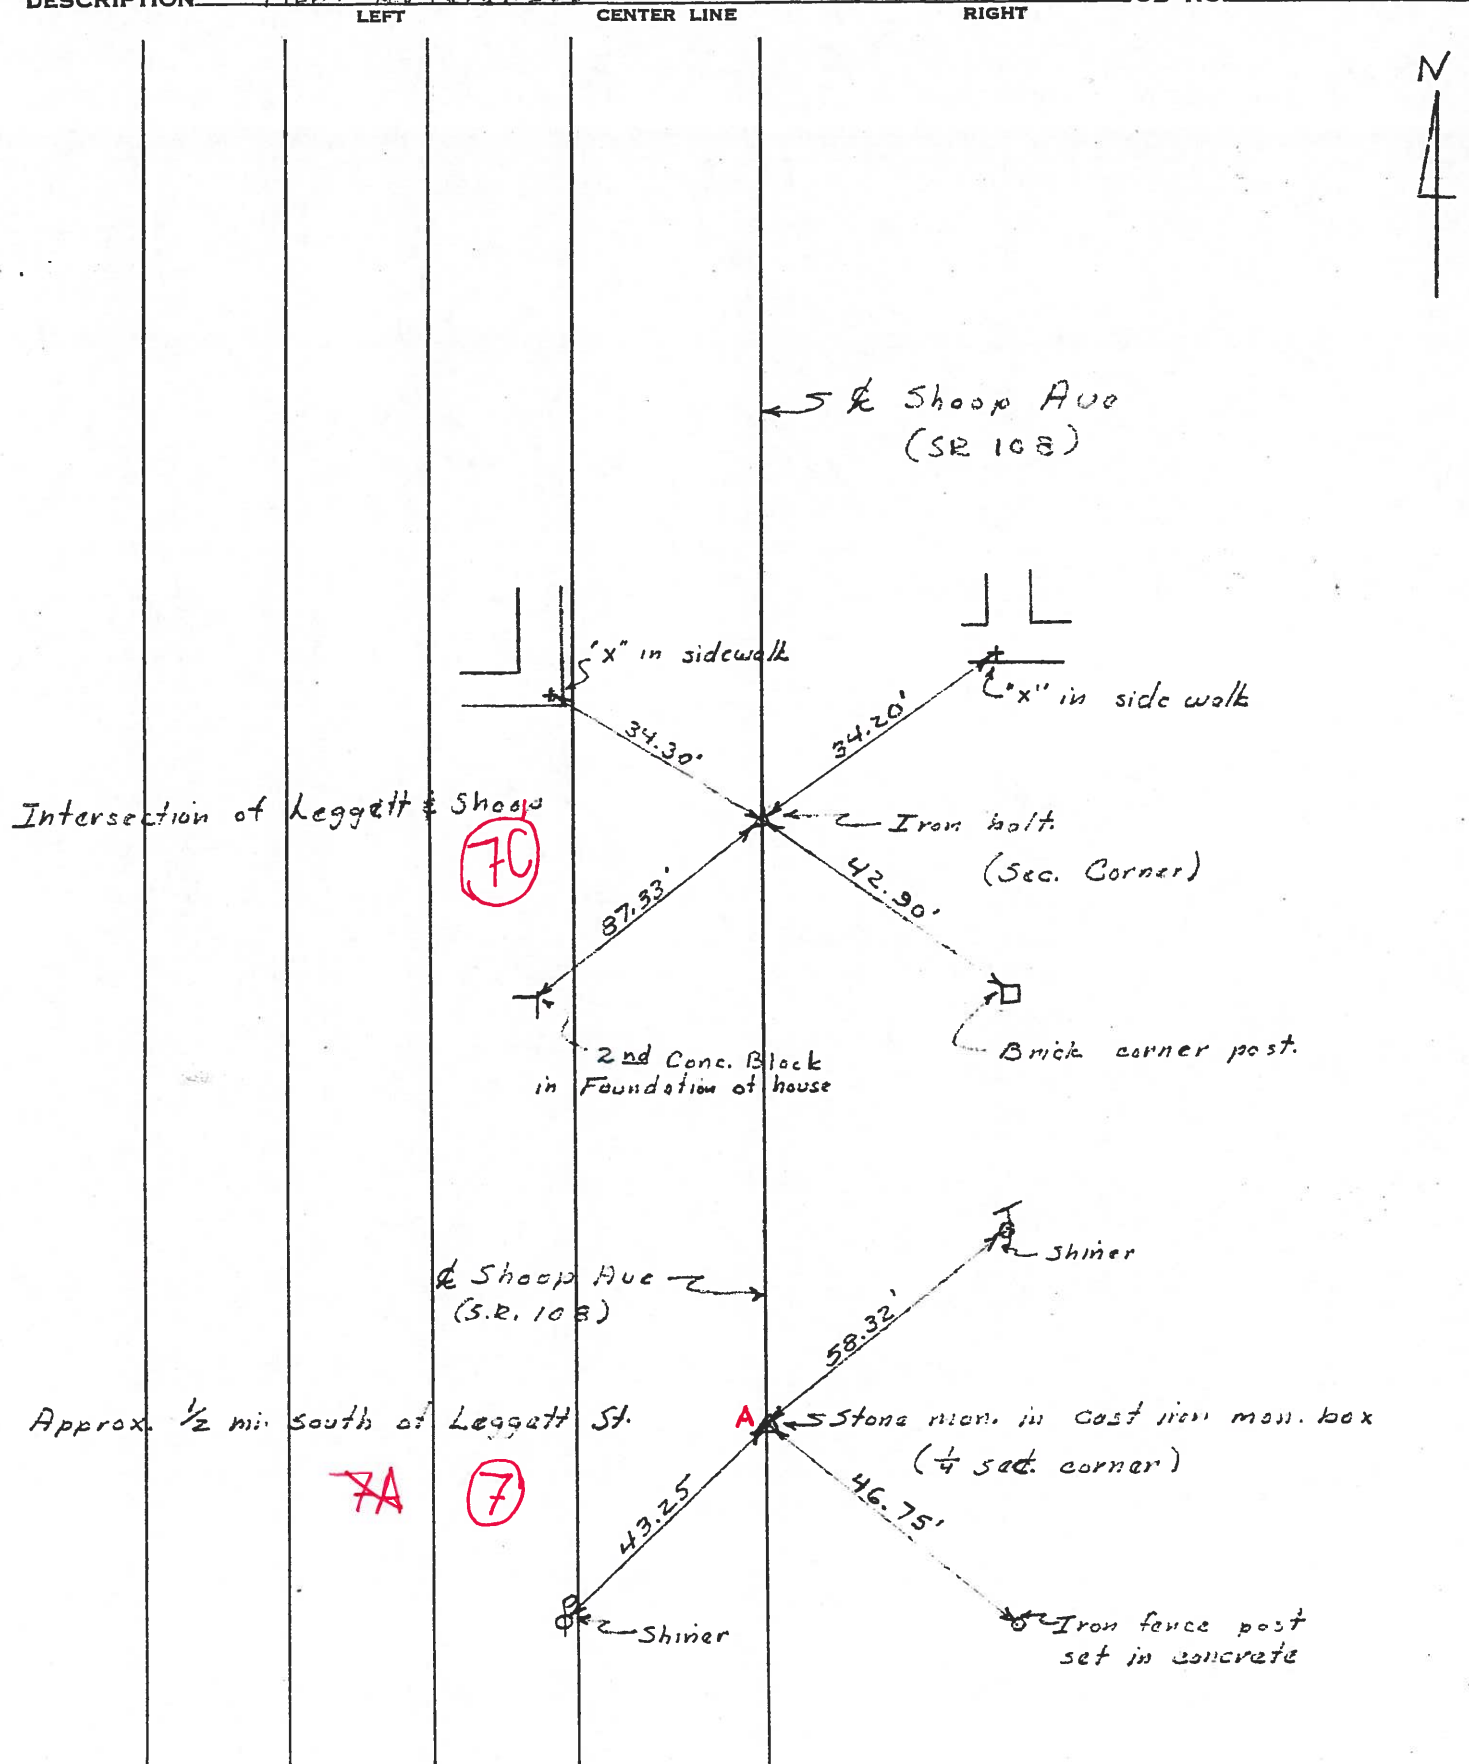 DESCRIPTION
LEFT
CENTER LINE
RIGHT
N
℄ Shoop Ave
(SR 108)
"x" in sidewalk
"x" in side walk
34.30'
34.20'
Intersection of Leggett & Shoop
7C
Iron bolt.
(Sec. Corner)
87.33'
42.90'
2nd Conc. Block
in Foundation of house
Brick corner post.
Shiner
℄ Shoop Ave
(S.R. 108)
58.32'
Approx. 1/2 mi. south of Leggett St.
A
Stone mon. in cast iron mon. box
(1/4 sect. corner)
7A
7
43.25
46.75'
Shiner
Iron fence post
set in concrete